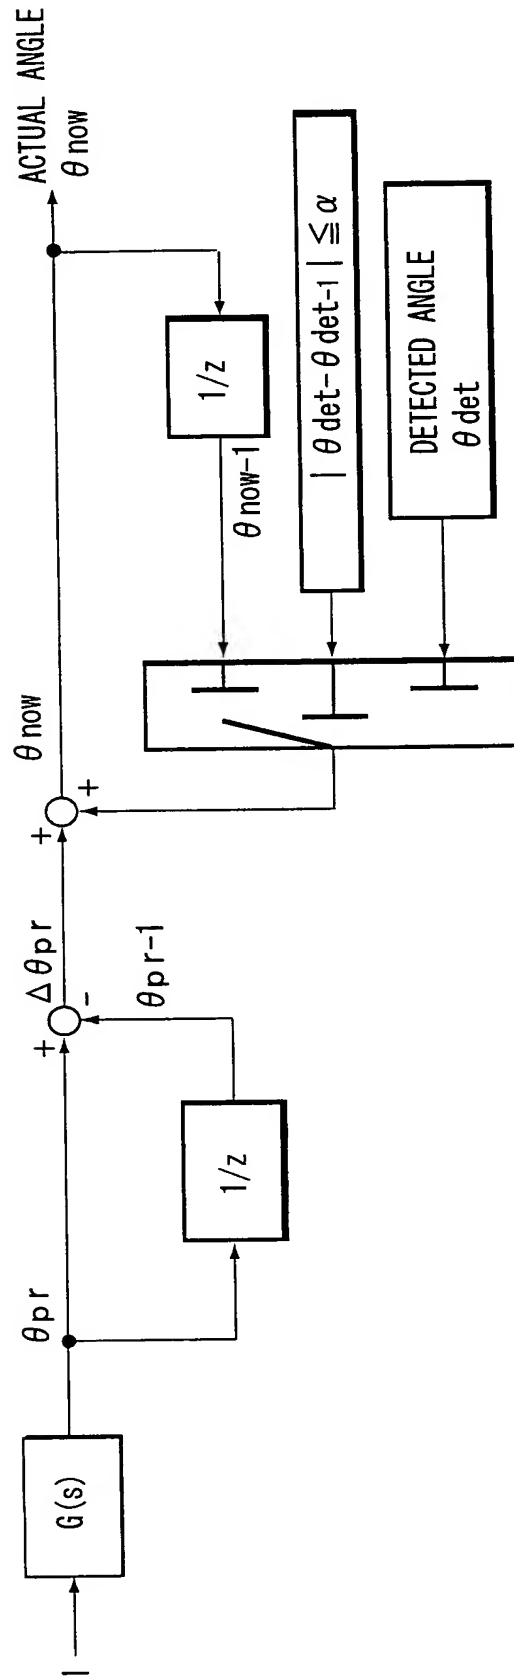 I
G(s)
θpr
1/z
θpr-1
+
-
Δθpr
+
+
θnow
1/z
θnow-1
ACTUAL ANGLE
θnow
| θdet-θdet-1 | ≦ α
DETECTED ANGLE
θdet